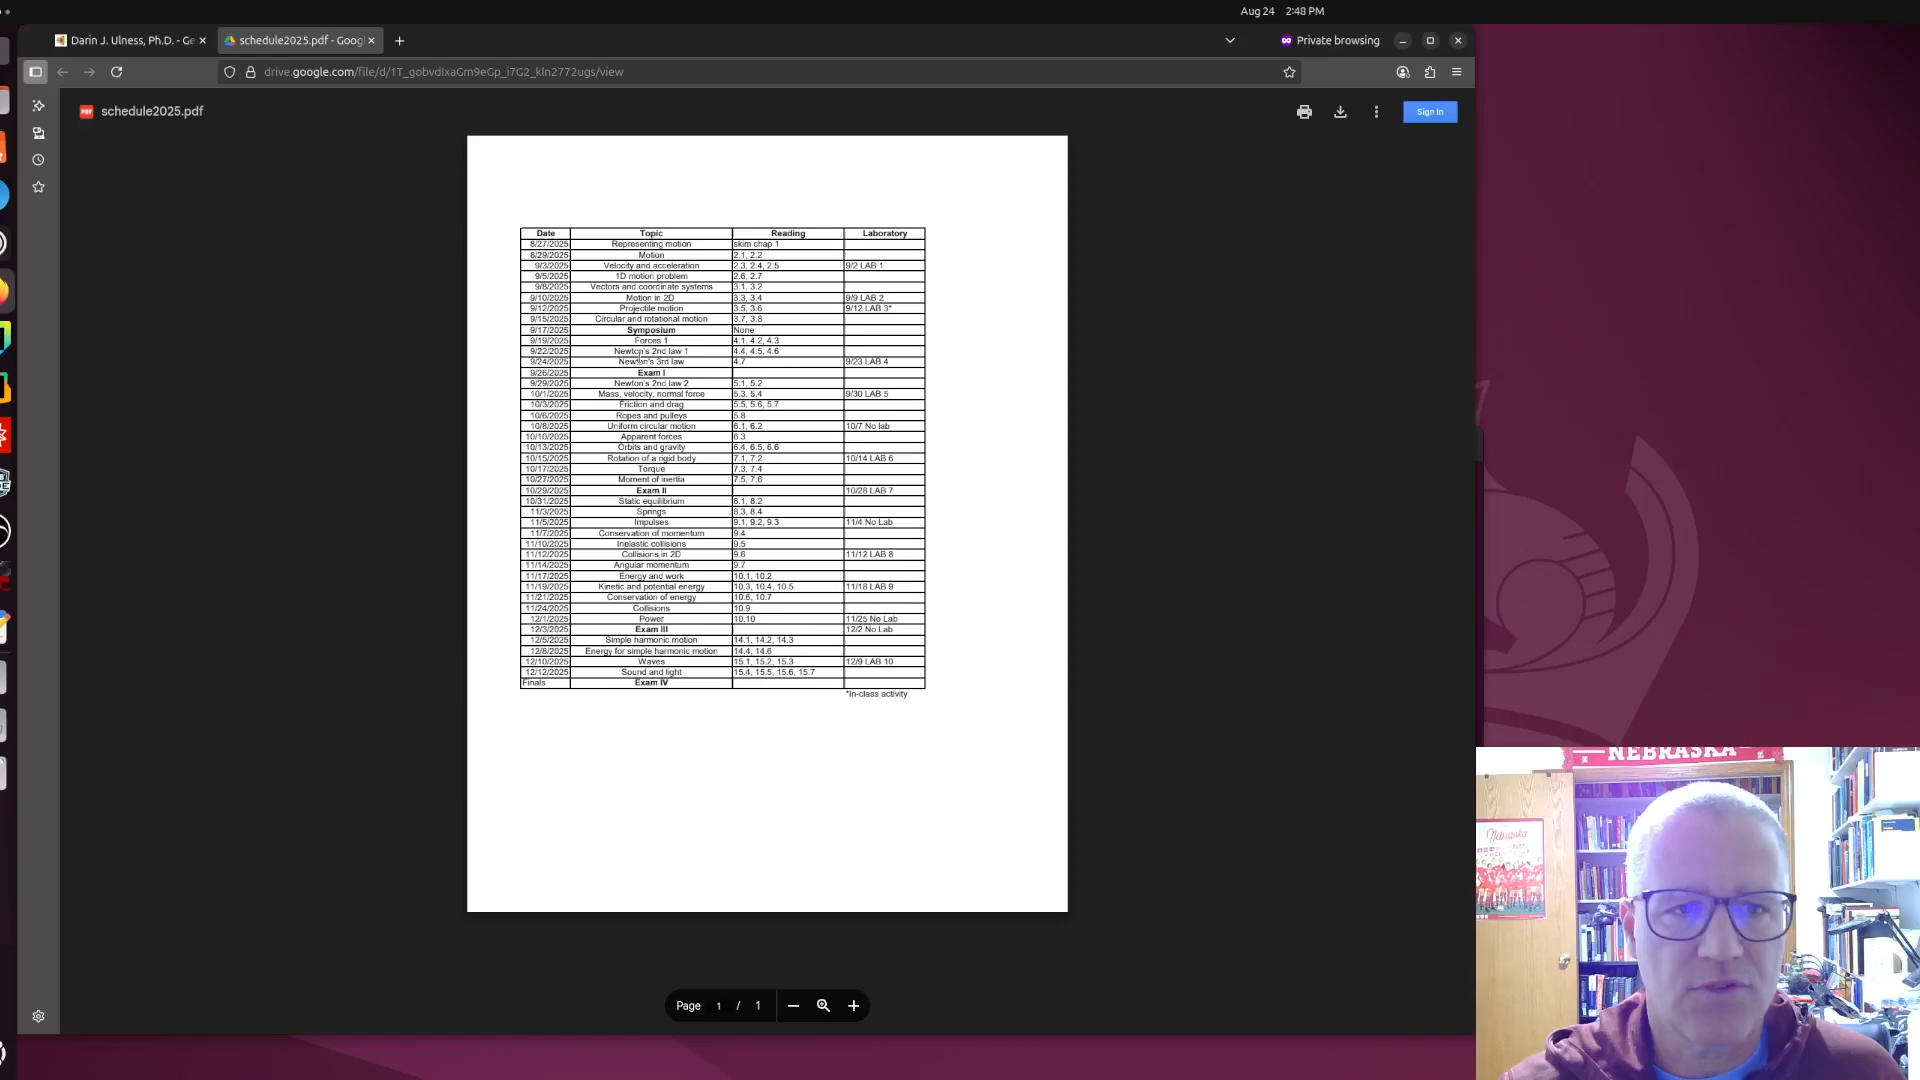 Aug 24 2:48 PM
Darin J. Ulness, Ph.D. - Ge
schedule2025.pdf - Googl
Private browsing
drive.google.com/file/d/1T_gobvdIxaGm9eGp_i7G2_kln2772ugs/view
PDF schedule2025.pdf
Sign in
Date Topic Reading Laboratory
8/27/2025 Representing motion skim chap 1
8/29/2025 Motion 2.1, 2.2
9/3/2025 Velocity and acceleration 2.3, 2.4, 2.5 9/2 LAB 1
9/5/2025 1D motion problem 2.6, 2.7
9/8/2025 Vectors and coordinate systems 3.1, 3.2
9/10/2025 Motion in 2D 3.3, 3.4 9/9 LAB 2
9/12/2025 Projectile motion 3.5, 3.6 9/12 LAB 3*
9/15/2025 Circular and rotational motion 3.7, 3.8
9/17/2025 Symposium None
9/19/2025 Forces 1 4.1, 4.2, 4.3
9/22/2025 Newton's 2nd law 1 4.4, 4.5, 4.6
9/24/2025 Newton's 3rd law 4.7 9/23 LAB 4
9/26/2025 Exam I
9/29/2025 Newton's 2nd law 2 5.1, 5.2
10/1/2025 Mass, velocity, normal force 5.3, 5.4 9/30 LAB 5
10/3/2025 Friction and drag 5.5, 5.6, 5.7
10/6/2025 Ropes and pulleys 5.8
10/8/2025 Uniform circular motion 6.1, 6.2 10/7 No lab
10/10/2025 Apparent forces 6.3
10/13/2025 Orbits and gravity 6.4, 6.5, 6.6
10/15/2025 Rotation of a rigid body 7.1, 7.2 10/14 LAB 6
10/17/2025 Torque 7.3, 7.4
10/27/2025 Moment of inertia 7.5, 7.6
10/29/2025 Exam II 10/28 LAB 7
10/31/2025 Static equilibrium 8.1, 8.2
11/3/2025 Springs 8.3, 8.4
11/5/2025 Impulses 9.1, 9.2, 9.3 11/4 No Lab
11/7/2025 Conservation of momentum 9.4
11/10/2025 Inelastic collisions 9.5
11/12/2025 Collisions in 2D 9.6 11/12 LAB 8
11/14/2025 Angular momentum 9.7
11/17/2025 Energy and work 10.1, 10.2
11/19/2025 Kinetic and potential energy 10.3, 10.4, 10.5 11/18 LAB 9
11/21/2025 Conservation of energy 10.6, 10.7
11/24/2025 Collisions 10.9
12/1/2025 Power 10.10 11/25 No Lab
12/3/2025 Exam III 12/2 No Lab
12/5/2025 Simple harmonic motion 14.1, 14.2, 14.3
12/8/2025 Energy for simple harmonic motion 14.4, 14.6
12/10/2025 Waves 15.1, 15.2, 15.3 12/9 LAB 10
12/12/2025 Sound and light 15.4, 15.5, 15.6, 15.7
Finals Exam IV
*In-class activity
Page 1 / 1
NEBRASKA
Nebraska